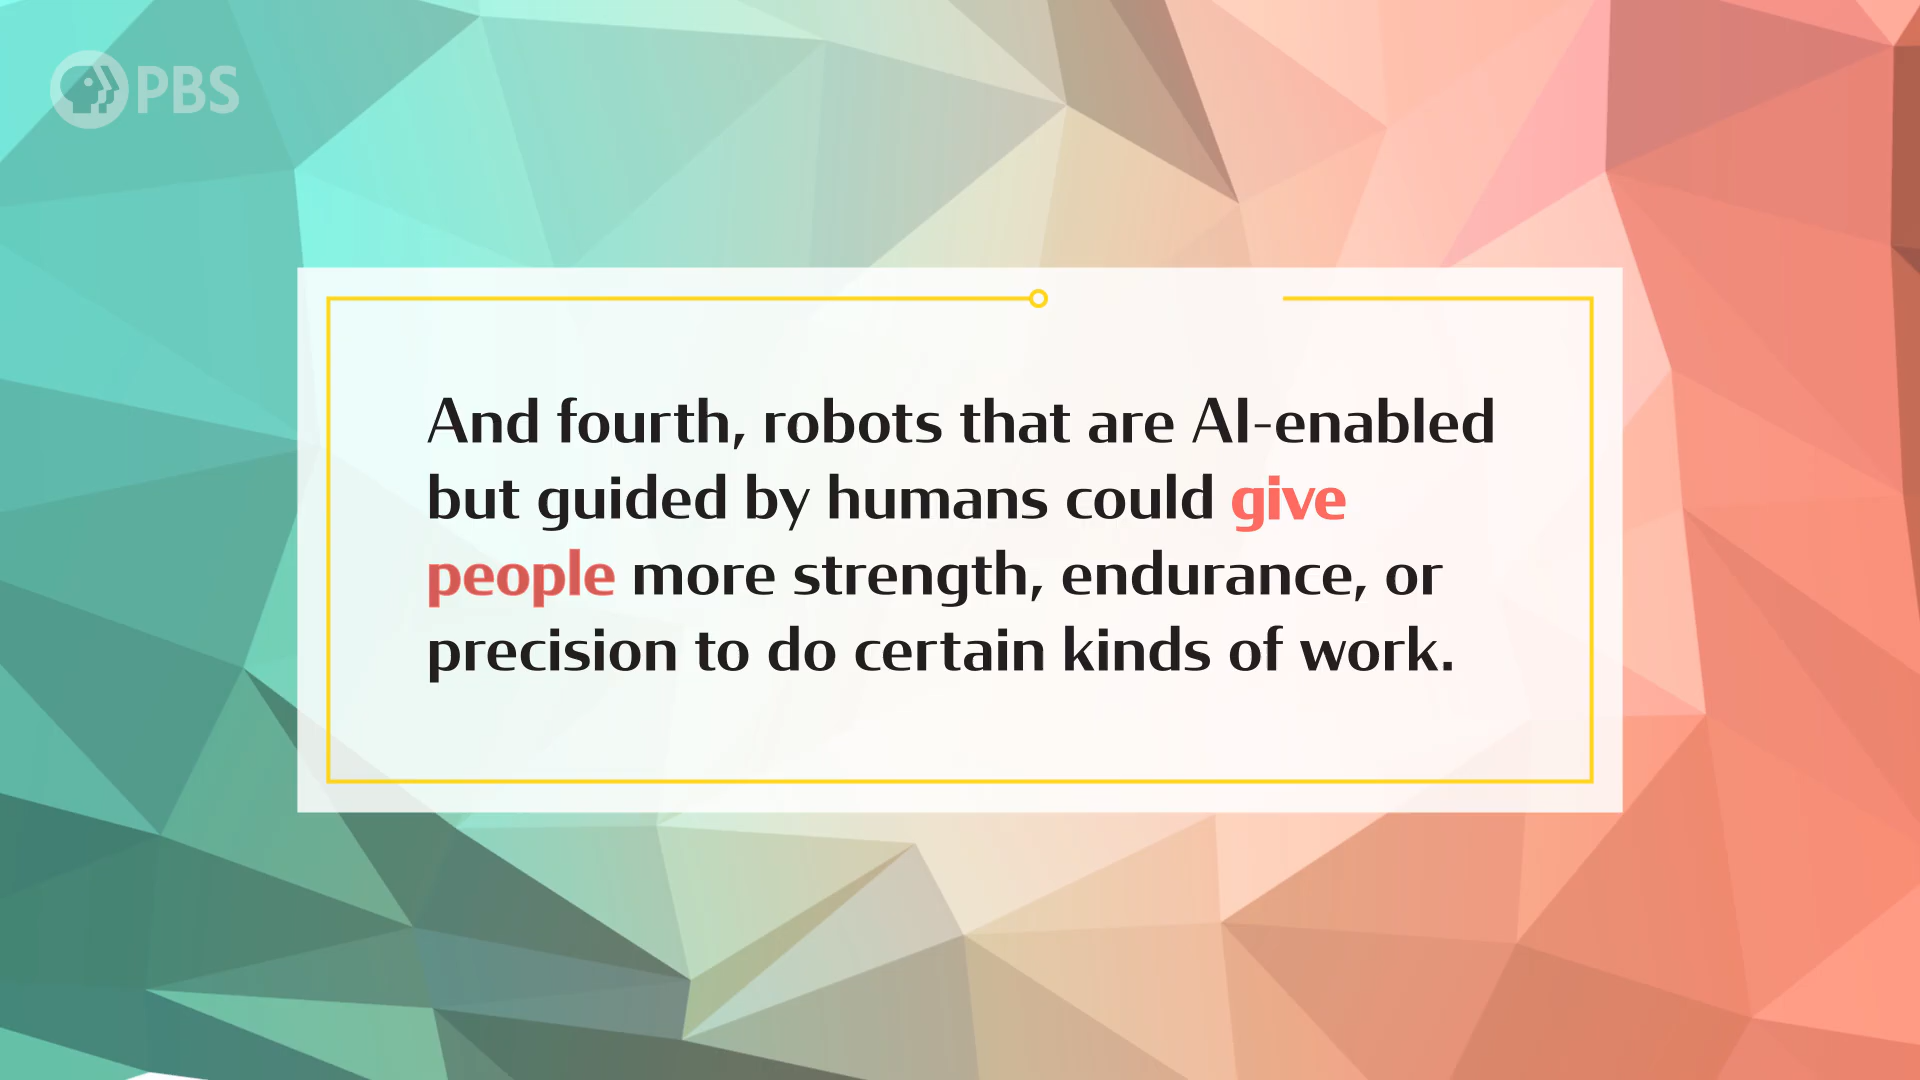 PBS
And fourth, robots that are AI-enabled
but guided by humans could give
people more strength, endurance, or
precision to do certain kinds of work.